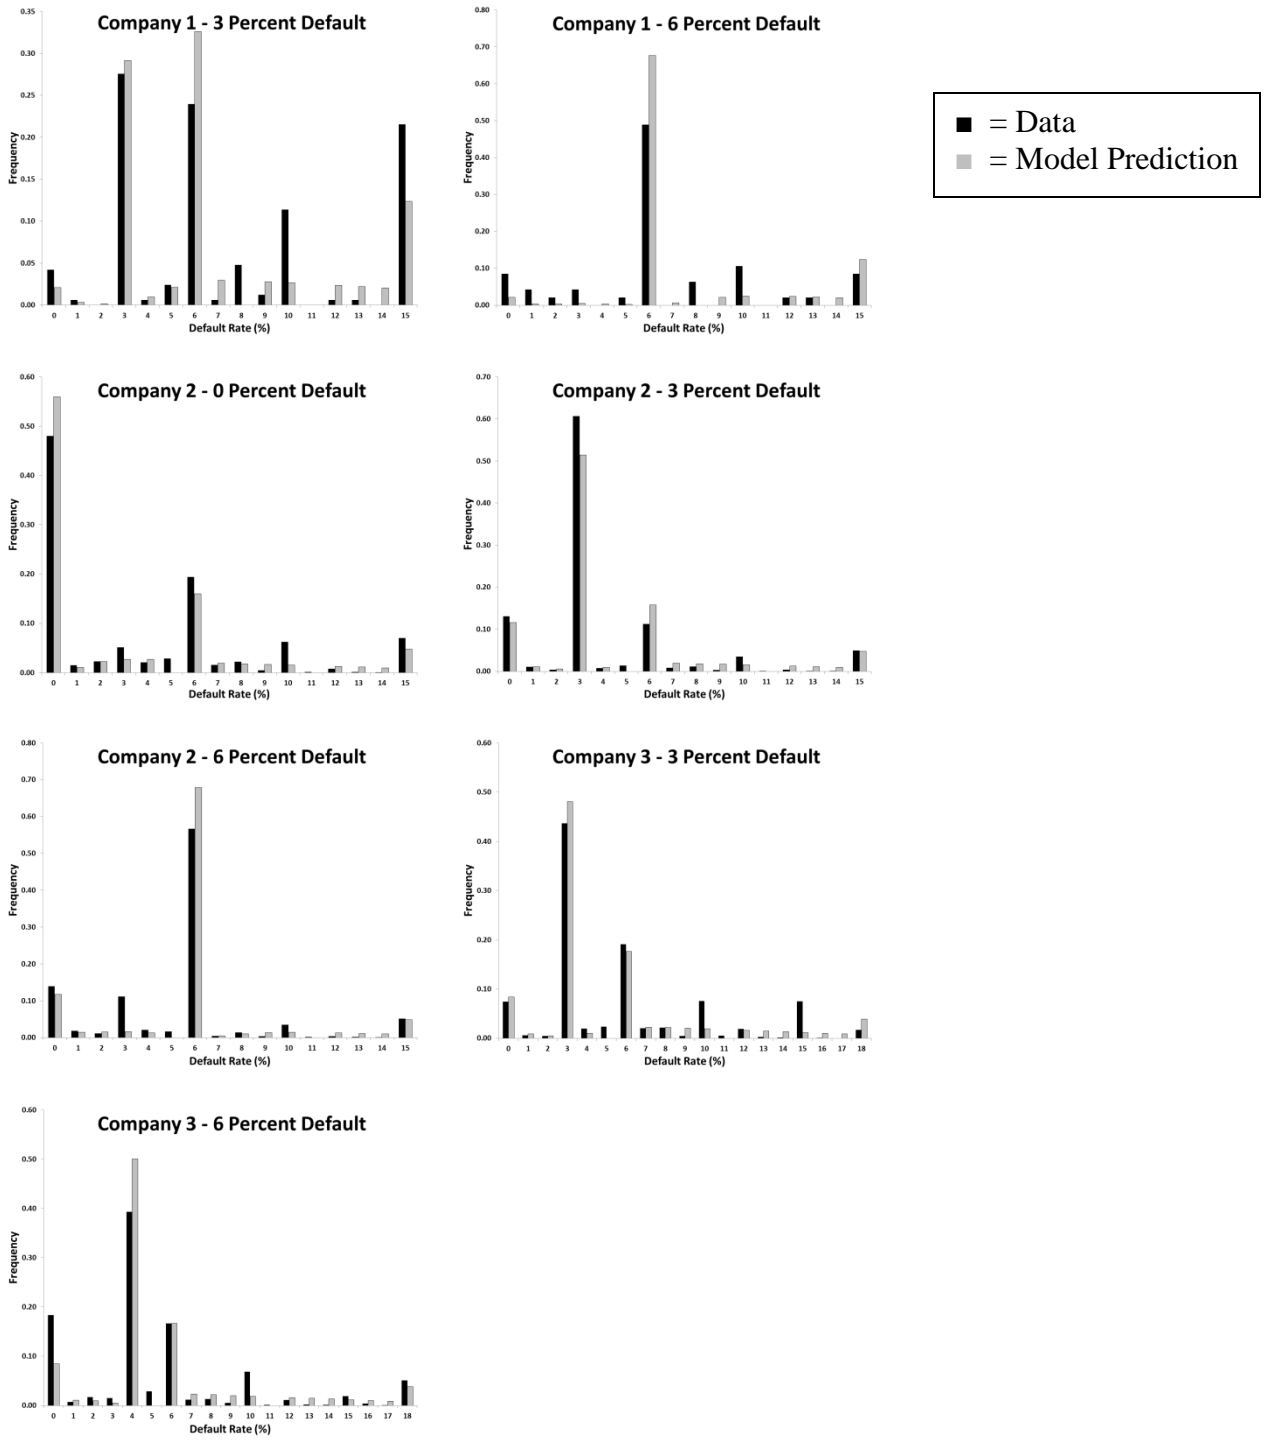 Company 1 - 3 Percent Default
0.35
0.30
0.25
0.20
0.15
0.10
0.05
0.00
Frequency
0 1 2 3 4 5 6 7 8 9 10 11 12 13 14 15
Default Rate (%)
Company 1 - 6 Percent Default
0.80
0.70
0.60
0.50
0.40
0.30
0.20
0.10
0.00
Frequency
0 1 2 3 4 5 6 7 8 9 10 11 12 13 14 15
Default Rate (%)
= Data
= Model Prediction
Company 2 - 0 Percent Default
0.60
0.50
0.40
0.30
0.20
0.10
0.00
Frequency
0 1 2 3 4 5 6 7 8 9 10 11 12 13 14 15
Default Rate (%)
Company 2 - 3 Percent Default
0.70
0.60
0.50
0.40
0.30
0.20
0.10
0.00
Frequency
0 1 2 3 4 5 6 7 8 9 10 11 12 13 14 15
Default Rate (%)
Company 2 - 6 Percent Default
0.80
0.70
0.60
0.50
0.40
0.30
0.20
0.10
0.00
Frequency
0 1 2 3 4 5 6 7 8 9 10 11 12 13 14 15
Default Rate (%)
Company 3 - 3 Percent Default
0.60
0.50
0.40
0.30
0.20
0.10
0.00
Frequency
0 1 2 3 4 5 6 7 8 9 10 11 12 13 14 15 16 17 18
Default Rate (%)
Company 3 - 6 Percent Default
0.60
0.50
0.40
0.30
0.20
0.10
0.00
Frequency
0 1 2 3 4 5 6 7 8 9 10 11 12 13 14 15 16 17 18
Default Rate (%)